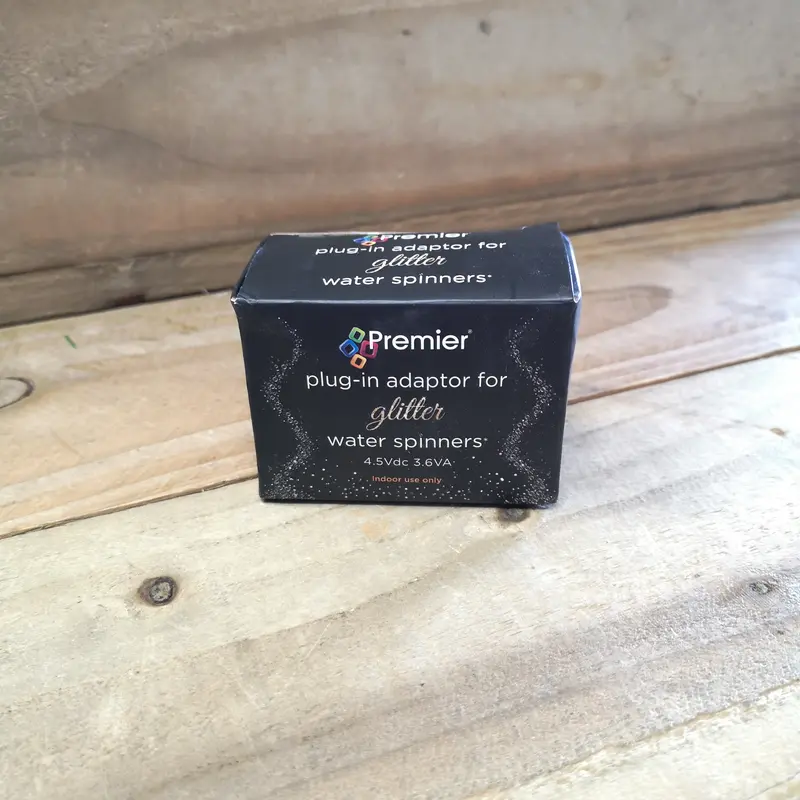 Premier®
plug-in adaptor for
glitter
water spinners*
Premier®
plug-in adaptor for
glitter
water spinners*
4.5Vdc 3.6VA
Indoor use only